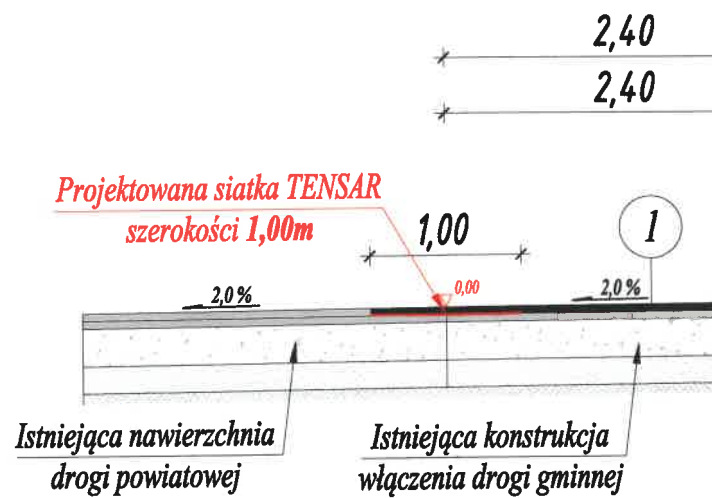 2,40
2,40
Projektowana siatka TENSAR
szerokości 1,00m
1,00
1
0,00
2,0 %
2,0 %
Istniejąca nawierzchnia
drogi powiatowej
Istniejąca konstrukcja
włączenia drogi gminnej